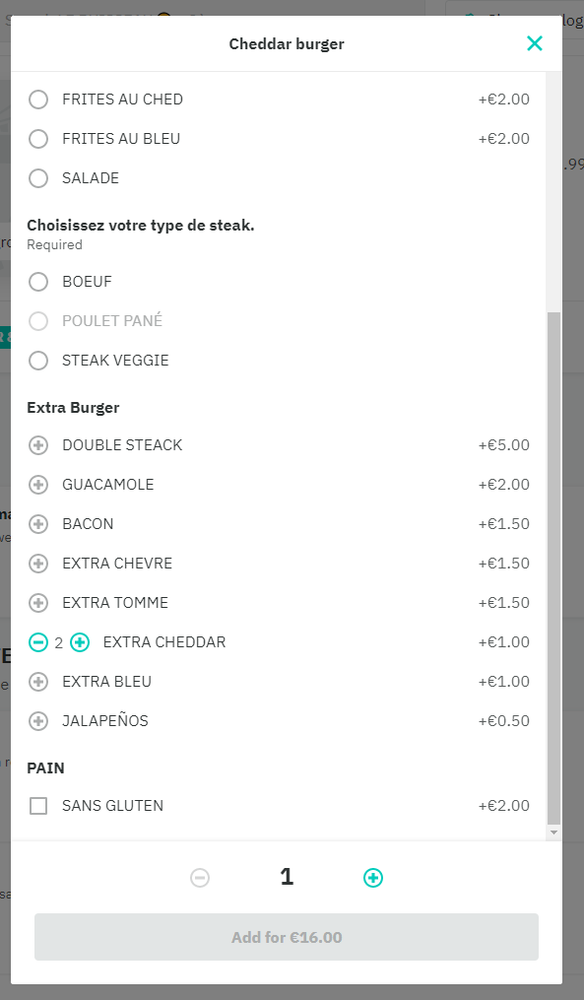 Cheddar burger
FRITES AU CHED +€2.00
FRITES AU BLEU +€2.00
SALADE
Choisissez votre type de steak.
Required
BOEUF
POULET PANÉ
STEAK VEGGIE
Extra Burger
DOUBLE STEACK +€5.00
GUACAMOLE +€2.00
BACON +€1.50
EXTRA CHEVRE +€1.50
EXTRA TOMME +€1.50
2 EXTRA CHEDDAR +€1.00
EXTRA BLEU +€1.00
JALAPEÑOS +€0.50
PAIN
SANS GLUTEN +€2.00
1
Add for €16.00